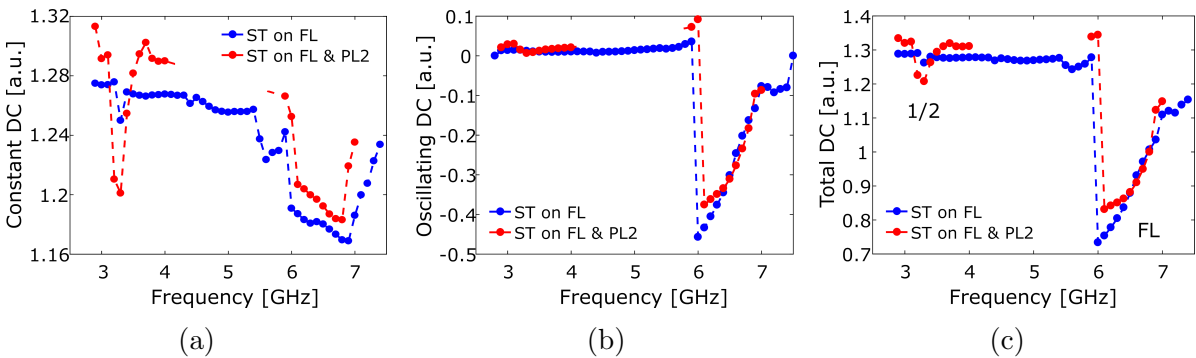 (a)
Constant DC [a.u.]
1.32
1.28
1.24
1.2
1.16
ST on FL
ST on FL & PL2
3 4 5 6 7
Frequency [GHz]
(b)
Oscillating DC [a.u.]
0.1
0
-0.1
-0.2
-0.3
-0.4
-0.5
ST on FL
ST on FL & PL2
3 4 5 6 7
Frequency [GHz]
(c)
Total DC [a.u.]
1.4
1.3
1.2
1.1
1
0.9
0.8
0.7
1/2
ST on FL
ST on FL & PL2
FL
3 4 5 6 7
Frequency [GHz]